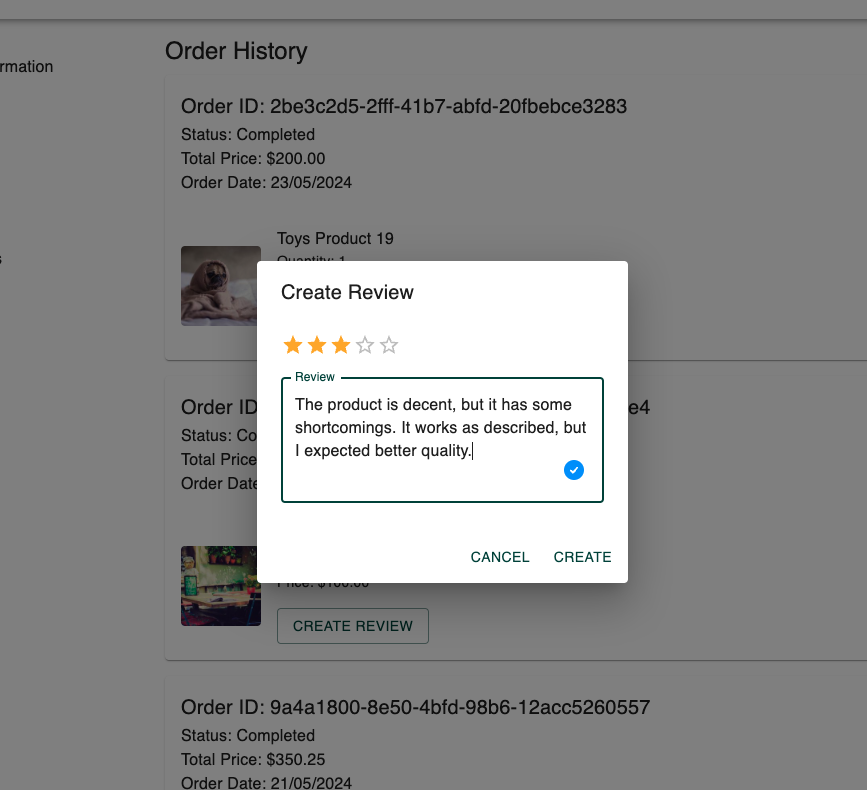 rmation
Order History
Order ID: 2be3c2d5-2fff-41b7-abfd-20fbebce3283
Status: Completed
Total Price: $200.00
Order Date: 23/05/2024
Toys Product 19
Quantity: 1
Create Review
Review
The product is decent, but it has some
shortcomings. It works as described, but
I expected better quality.
CANCEL CREATE
Order ID e4
Status: Co
Total Price
Order Date
Price: $100.00
CREATE REVIEW
Order ID: 9a4a1800-8e50-4bfd-98b6-12acc5260557
Status: Completed
Total Price: $350.25
Order Date: 21/05/2024